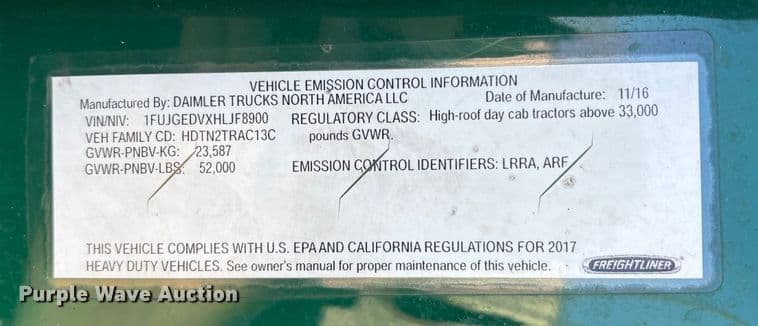 VEHICLE EMISSION CONTROL INFORMATION
Manufactured By: DAIMLER TRUCKS NORTH AMERICA LLC Date of Manufacture: 11/16
VIN/NIV: 1FUJGEDVXHLJF8900 REGULATORY CLASS: High-roof day cab tractors above 33,000
VEH FAMILY CD: HDTN2TRAC13C pounds GVWR.
GVWR-PNBV-KG: 23,587
GVWR-PNBV-LBS: 52,000 EMISSION CONTROL IDENTIFIERS: LRRA, ARF
THIS VEHICLE COMPLIES WITH U.S. EPA AND CALIFORNIA REGULATIONS FOR 2017
HEAVY DUTY VEHICLES. See owner's manual for proper maintenance of this vehicle. FREIGHTLINER
Purple Wave Auction